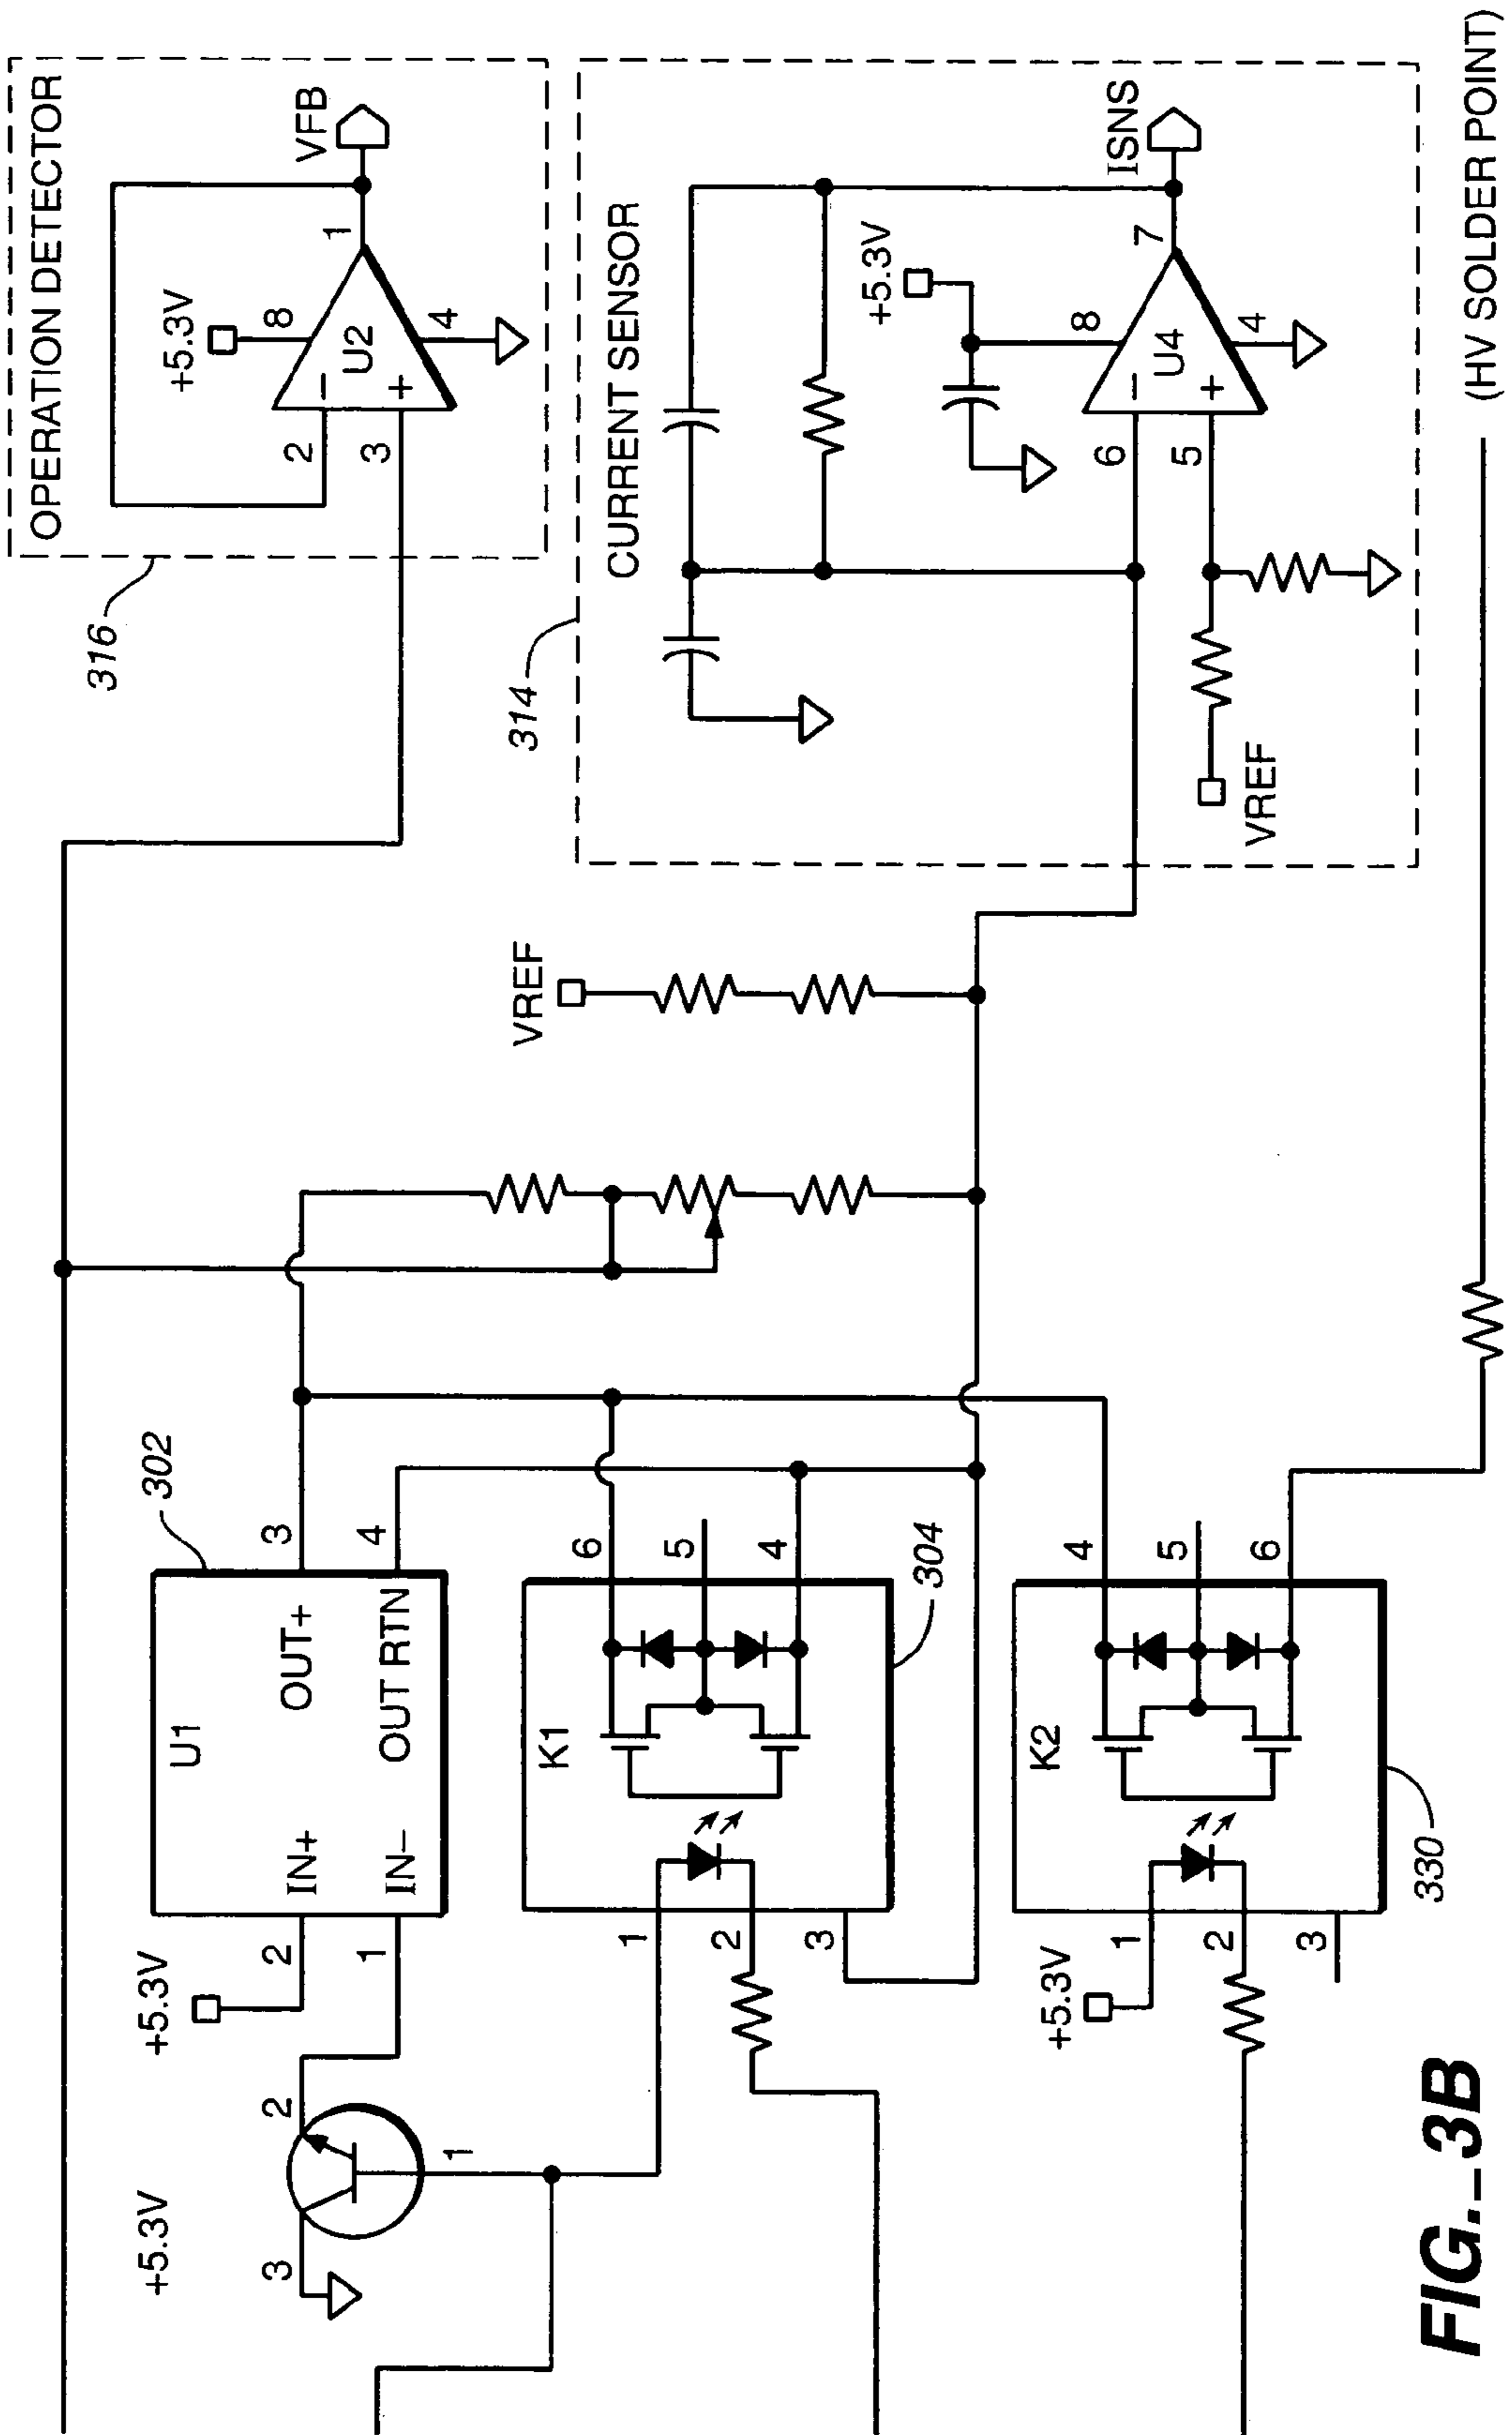 +5.3V
3
2
1
+5.3V
2
1
U1
IN+
IN−
OUT+
OUT RTN
3
4
302
K1
1
2
3
6
5
4
304
+5.3V
K2
1
2
3
4
5
6
330
VREF
316
OPERATION DETECTOR
+5.3V
2
3
8
−
U2
+
4
1
VFB
314
CURRENT SENSOR
+5.3V
6
5
8
−
U4
+
4
7
ISNS
VREF
(HV SOLDER POINT)
FIG._3B